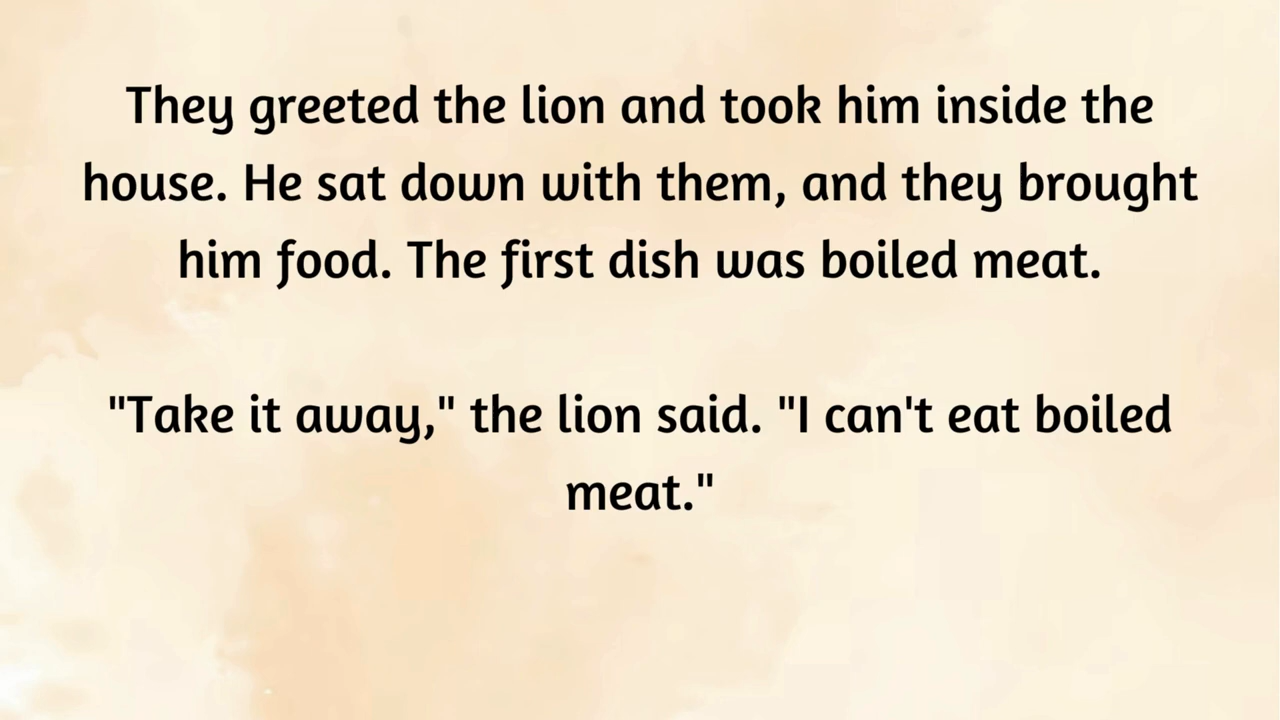 They greeted the lion and took him inside the
house. He sat down with them, and they brought
him food. The first dish was boiled meat.
"Take it away," the lion said. "I can't eat boiled
meat."